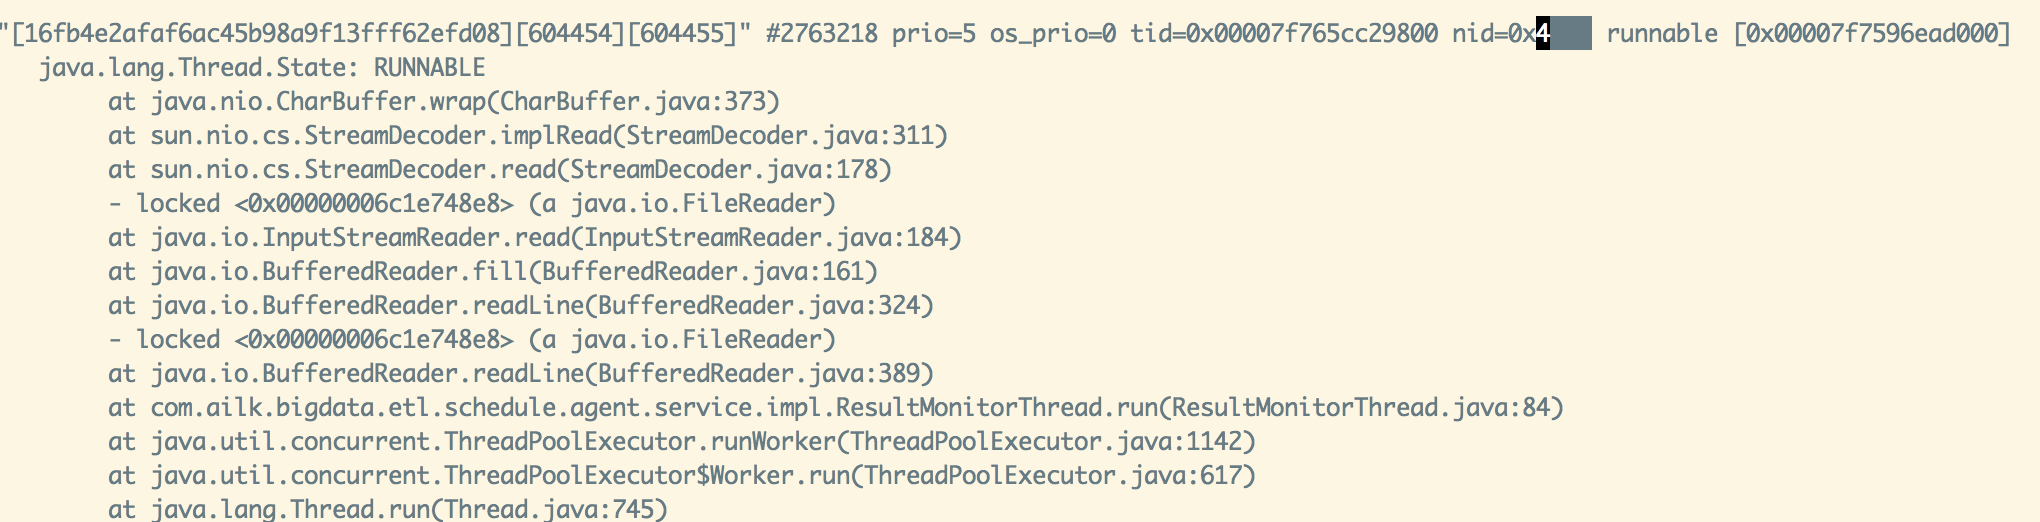 "[16fb4e2afaf6ac45b98a9f13fff62efd08][604454][604455]" #2763218 prio=5 os_prio=0 tid=0x00007f765cc29800 nid=0x4 runnable [0x00007f7596ead000]
java.lang.Thread.State: RUNNABLE
at java.nio.CharBuffer.wrap(CharBuffer.java:373)
at sun.nio.cs.StreamDecoder.implRead(StreamDecoder.java:311)
at sun.nio.cs.StreamDecoder.read(StreamDecoder.java:178)
- locked <0x00000006c1e748e8> (a java.io.FileReader)
at java.io.InputStreamReader.read(InputStreamReader.java:184)
at java.io.BufferedReader.fill(BufferedReader.java:161)
at java.io.BufferedReader.readLine(BufferedReader.java:324)
- locked <0x00000006c1e748e8> (a java.io.FileReader)
at java.io.BufferedReader.readLine(BufferedReader.java:389)
at com.ailk.bigdata.etl.schedule.agent.service.impl.ResultMonitorThread.run(ResultMonitorThread.java:84)
at java.util.concurrent.ThreadPoolExecutor.runWorker(ThreadPoolExecutor.java:1142)
at java.util.concurrent.ThreadPoolExecutor$Worker.run(ThreadPoolExecutor.java:617)
at java.lang.Thread.run(Thread.java:745)